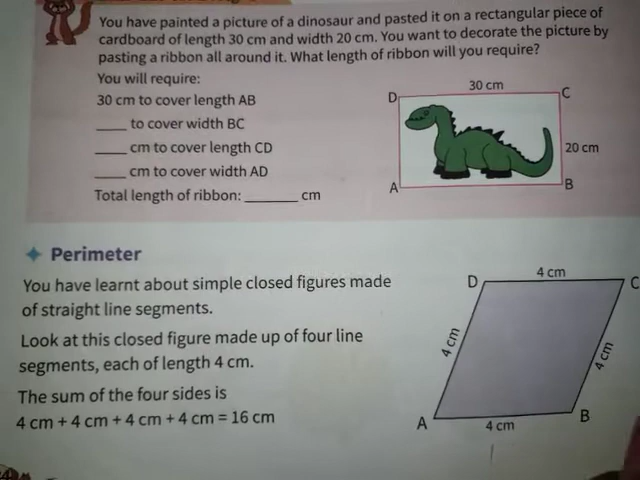 You have painted a picture of a dinosaur and pasted it on a rectangular piece of
cardboard of length 30 cm and width 20 cm. You want to decorate the picture by
pasting a ribbon all around it. What length of ribbon will you require?
You will require:
30 cm to cover length AB
____ to cover width BC
____ cm to cover length CD
____ cm to cover width AD
Total length of ribbon: ______ cm
30 cm
D
C
20 cm
A
B
Perimeter
You have learnt about simple closed figures made
of straight line segments.
Look at this closed figure made up of four line
segments, each of length 4 cm.
The sum of the four sides is
4 cm + 4 cm + 4 cm + 4 cm = 16 cm
4 cm
D
C
4 cm
4 cm
A
B
4 cm